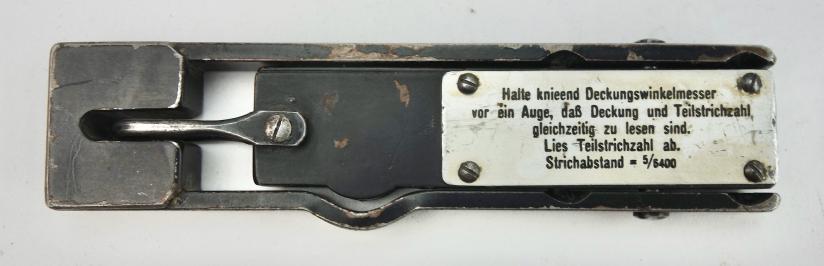 Halte knieend Deckungswinkelmesser
vor ein Auge, daß Deckung und Teilstrichzahl
gleichzeitig zu lesen sind.
Lies Teilstrichzahl ab.
Strichabstand = 5/6400